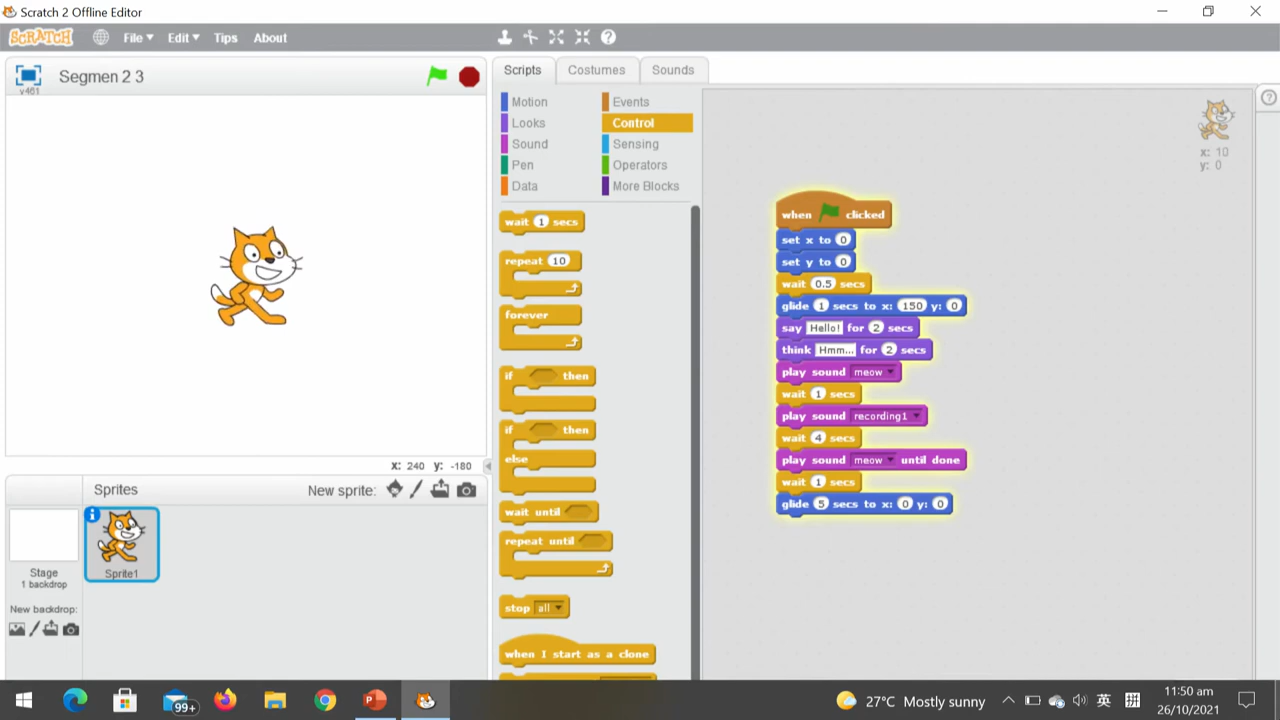 Scratch 2 Offline Editor
SCRATCH File Edit Tips About
v461 Segmen 2 3
Scripts Costumes Sounds
Motion Events
Looks Control
Sound Sensing
Pen Operators
Data More Blocks
wait 1 secs
repeat 10
forever
if then
if then
else
wait until
repeat until
stop all
when I start as a clone
x: 10
y: 0
when clicked
set x to 0
set y to 0
wait 0.5 secs
glide 1 secs to x: 150 y: 0
say Hello! for 2 secs
think Hmm... for 2 secs
play sound meow
wait 1 secs
play sound recording1
wait 4 secs
play sound meow until done
wait 1 secs
glide 5 secs to x: 0 y: 0
x: 240 y: -180
Sprites New sprite:
Stage
1 backdrop
New backdrop:
Sprite1
99+
27°C Mostly sunny
英
拼
11:50 am
26/10/2021